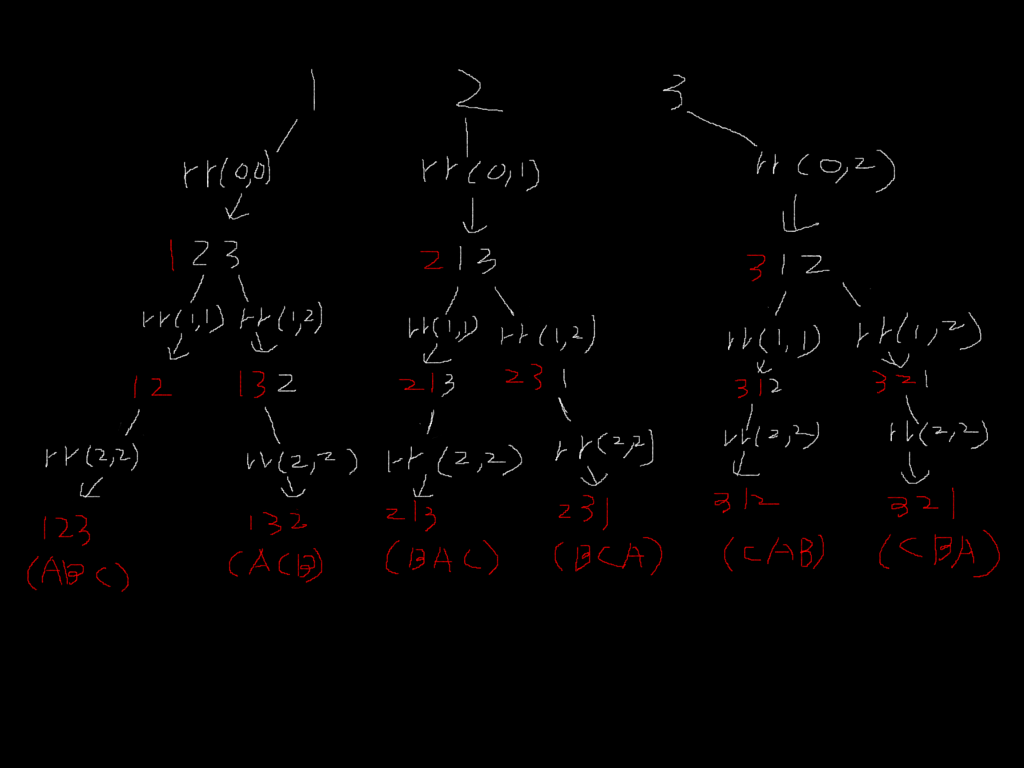 1 2 3
rr(0,0) rr(0,1) rr(0,2)
123 213 312
rr(1,1) rr(1,2) rr(1,1) rr(1,2) rr(1,1) rr(1,2)
12 132 213 231 312 321
rr(2,2) rr(2,2) rr(2,2) rr(2,2) rr(2,2) rr(2,2)
123 132 213 231 312 321
(ABC) (ACB) (BAC) (BCA) (CAB) (CBA)